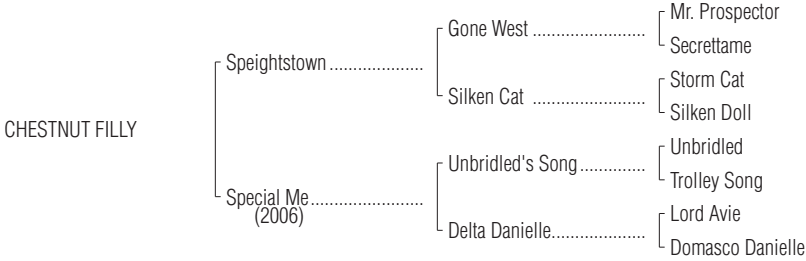 Mr. Prospector
Gone West ........................
Secrettame
Speightstown ....................
Storm Cat
Silken Cat ........................
Silken Doll
CHESTNUT FILLY
Unbridled
Unbridled's Song..............
Trolley Song
Special Me........................
(2006)
Lord Avie
Delta Danielle....................
Domasco Danielle